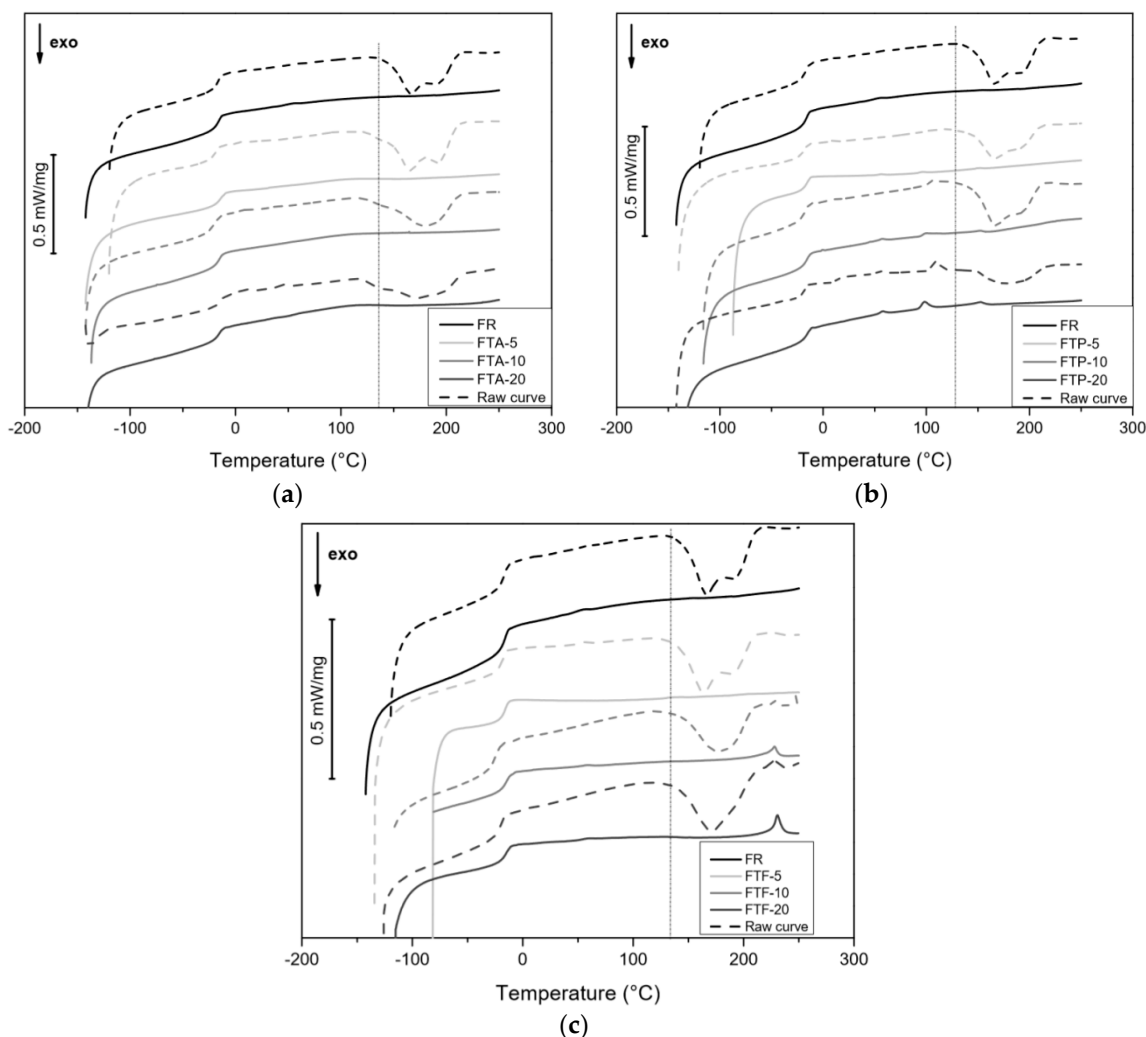 exo
0.5 mW/mg
FR
FTA-5
FTA-10
FTA-20
Raw curve
-200 -100 0 100 200 300
Temperature (°C)
(a)
exo
0.5 mW/mg
FR
FTP-5
FTP-10
FTP-20
Raw curve
-200 -100 0 100 200 300
Temperature (°C)
(b)
exo
0.5 mW/mg
FR
FTF-5
FTF-10
FTF-20
Raw curve
-200 -100 0 100 200 300
Temperature (°C)
(c)